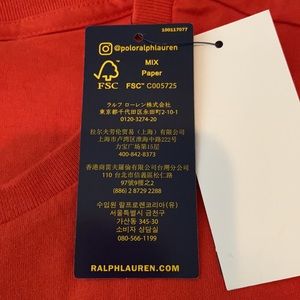 100117077
@poloralphlauren
FSC
MIX
Paper
FSC™ C005725
ラルフ ローレン株式会社
東京都千代田区永田町2-10-1
0120-3274-20
拉尔夫劳伦贸易(上海)有限公司
上海市卢湾区淮海中路222号
力宝广场第15层
400-842-8373
香港商茂夫羅倫有限公司台灣分公司
110 台北市信義區松仁路
97號9樓之2
(886) 2 8729 2288
수입원 랄프로렌코리아(유)
서울특별시 금천구
가산동 345-30
소비자 상담실
080-566-1199
RALPHLAUREN.COM